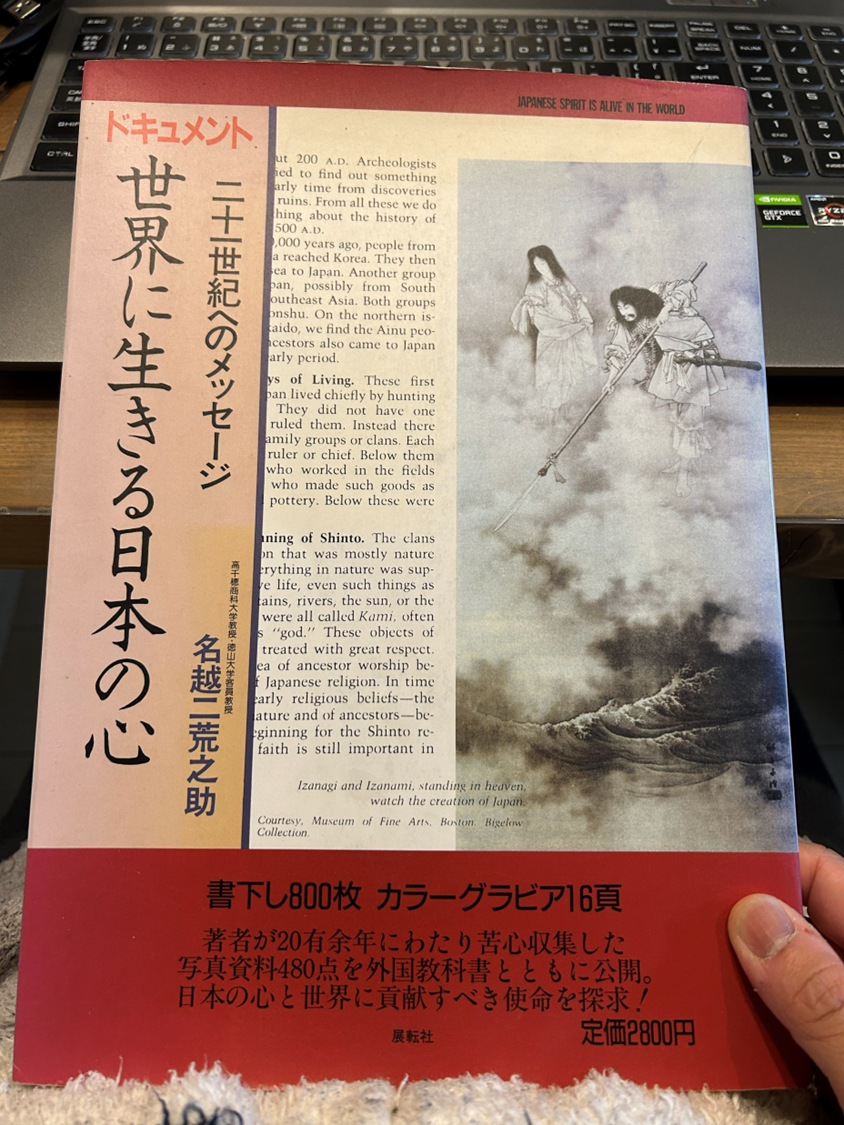 JAPANESE SPIRIT IS ALIVE IN THE WORLD
ドキュメント
世界に生きる日本の心
二十一世紀へのメッセージ
高千穂商科大学教授・徳山大学客員教授
名越二荒之助
ut 200 A.D. Archeologists
ied to find out something
arly time from discoveries
ruins. From all these we do
hing about the history of
500 A.D.
,000 years ago, people from
a reached Korea. They then
sea to Japan. Another group
pan, possibly from South
outheast Asia. Both groups
onshu. On the northern is-
kaido, we find the Ainu peo-
ncestors also came to Japan
early period.
ys of Living. These first
pan lived chiefly by hunting
They did not have one
ruled them. Instead there
amily groups or clans. Each
ruler or chief. Below them
who worked in the fields
who made such goods as
pottery. Below these were
nning of Shinto. The clans
on that was mostly nature
erything in nature was sup-
ve life, even such things as
tains, rivers, the sun, or the
were all called Kami, often
s "god." These objects of
treated with great respect.
ea of ancestor worship be-
f Japanese religion. In time
early religious beliefs—the
ature and of ancestors—be-
eginning for the Shinto re-
faith is still important in
Izanagi and Izanami, standing in heaven,
watch the creation of Japan.
Courtesy, Museum of Fine Arts. Boston. Bigelow
Collection.
書下し800枚 カラーグラビア16頁
著者が20有余年にわたり苦心収集した
写真資料480点を外国教科書とともに公開。
日本の心と世界に貢献すべき使命を探求!
定価2800円
展転社
NVIDIA
GEFORCE
GTX
AMD
RYZE